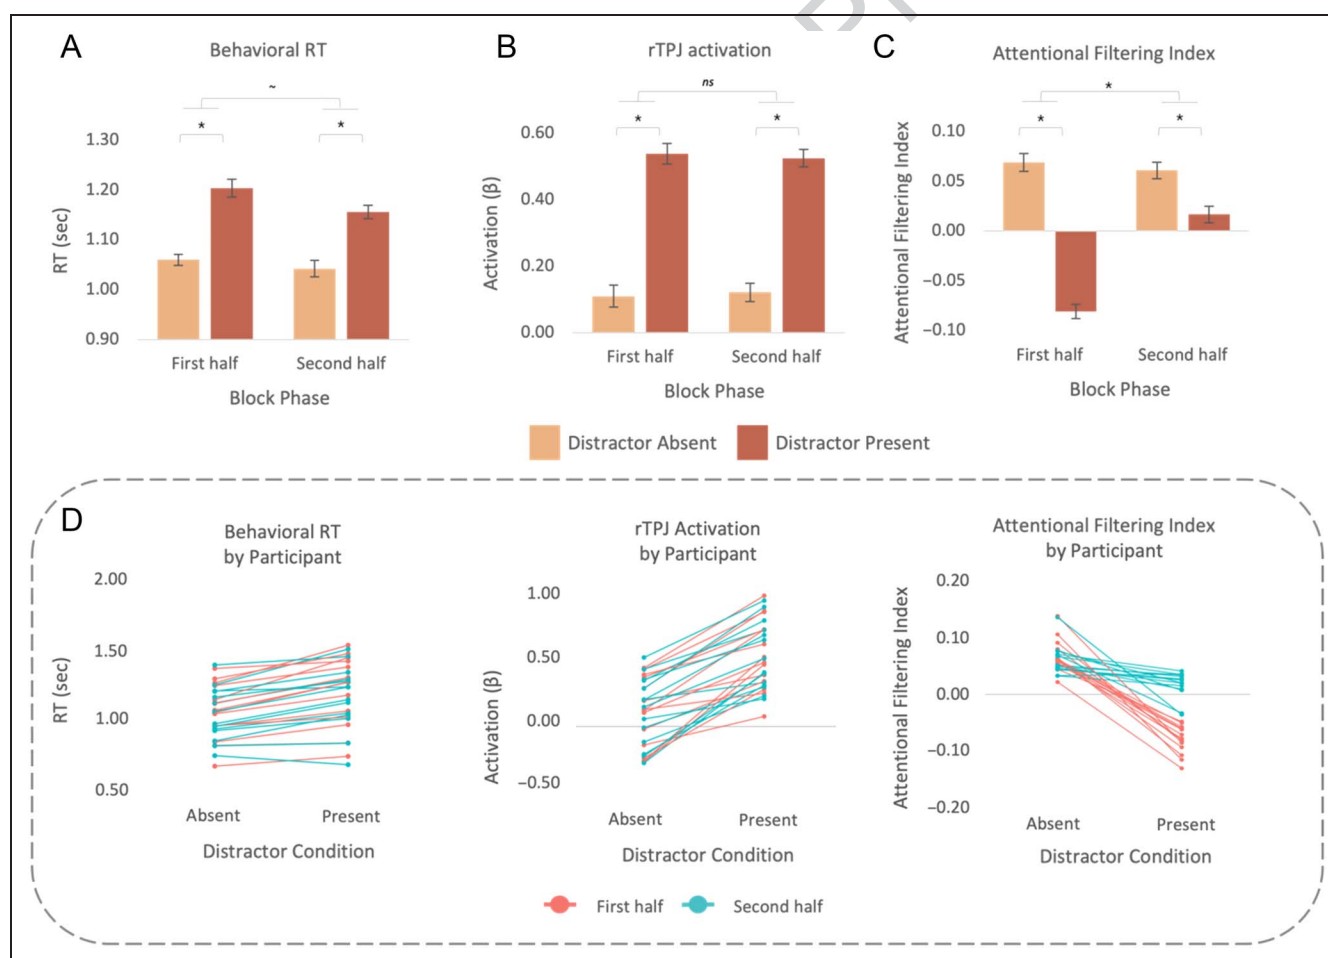 A
Behavioral RT
~
*
*
1.30
1.20
1.10
1.00
0.90
RT (sec)
First half
Second half
Block Phase
B
rTPJ activation
ns
*
*
0.60
0.40
0.20
0.00
Activation (β)
First half
Second half
Block Phase
C
Attentional Filtering Index
*
*
*
0.10
0.05
0.00
−0.05
−0.10
Attentional Filtering Index
First half
Second half
Block Phase
Distractor Absent
Distractor Present
D
Behavioral RT
by Participant
2.00
1.50
1.00
0.50
RT (sec)
Absent
Present
Distractor Condition
rTPJ Activation
by Participant
1.00
0.50
0.00
−0.50
Activation (β)
Absent
Present
Distractor Condition
Attentional Filtering Index
by Participant
0.20
0.10
0.00
−0.10
−0.20
Attentional Filtering Index
Absent
Present
Distractor Condition
First half
Second half